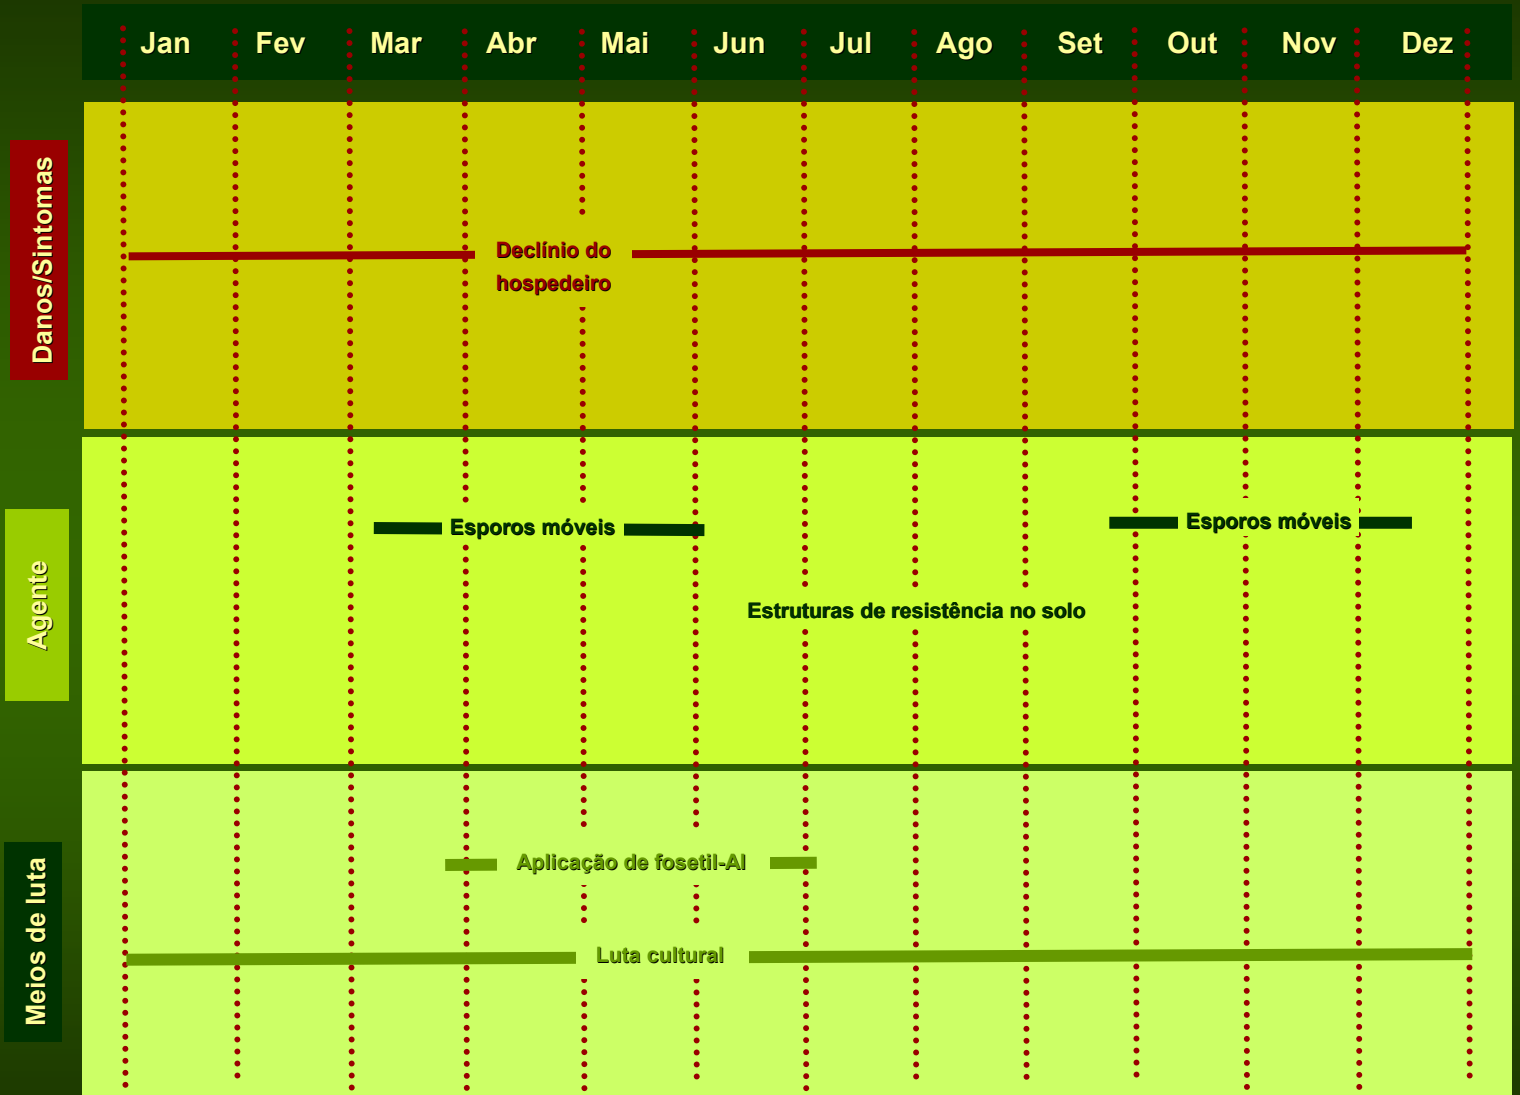 Jan Fev Mar Abr Mai Jun Jul Ago Set Out Nov Dez
Danos/Sintomas
Declínio do
hospedeiro
Agente
Esporos móveis
Esporos móveis
Estruturas de resistência no solo
Meios de luta
Aplicação de fosetil-Al
Luta cultural